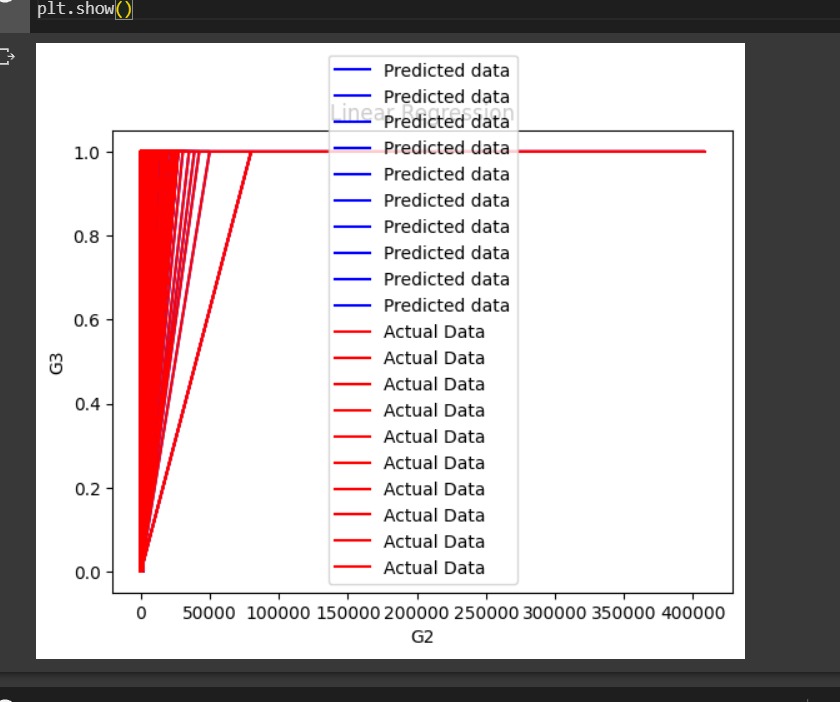 plt.show()
Linear Regression
Predicted data
Predicted data
Predicted data
Predicted data
Predicted data
Predicted data
Predicted data
Predicted data
Predicted data
Predicted data
Actual Data
Actual Data
Actual Data
Actual Data
Actual Data
Actual Data
Actual Data
Actual Data
Actual Data
Actual Data
1.0
0.8
0.6
0.4
0.2
0.0
G3
0 50000 100000 150000 200000 250000 300000 350000 400000
G2